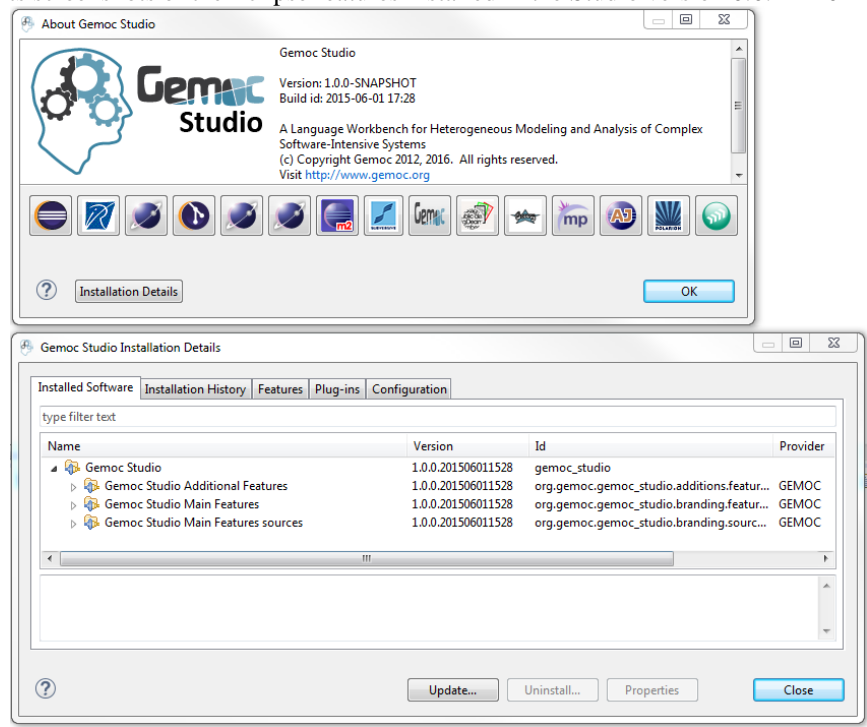 About Gemoc Studio
Gemoc
Studio
Gemoc Studio
Version: 1.0.0-SNAPSHOT
Build id: 2015-06-01 17:28
A Language Workbench for Heterogeneous Modeling and Analysis of Complex
Software-Intensive Systems
(c) Copyright Gemoc 2012, 2016.  All rights reserved.
Visit http://www.gemoc.org
m2
Gemoc
mp
AJ
POLARION
Installation Details
OK
Gemoc Studio Installation Details
Installed Software Installation History Features Plug-ins Configuration
type filter text
Name Version Id Provider
Gemoc Studio 1.0.0.201506011528 gemoc_studio
Gemoc Studio Additional Features 1.0.0.201506011528 org.gemoc.gemoc_studio.additions.featur... GEMOC
Gemoc Studio Main Features 1.0.0.201506011528 org.gemoc.gemoc_studio.branding.featur... GEMOC
Gemoc Studio Main Features sources 1.0.0.201506011528 org.gemoc.gemoc_studio.branding.sourc... GEMOC
Update... Uninstall... Properties Close